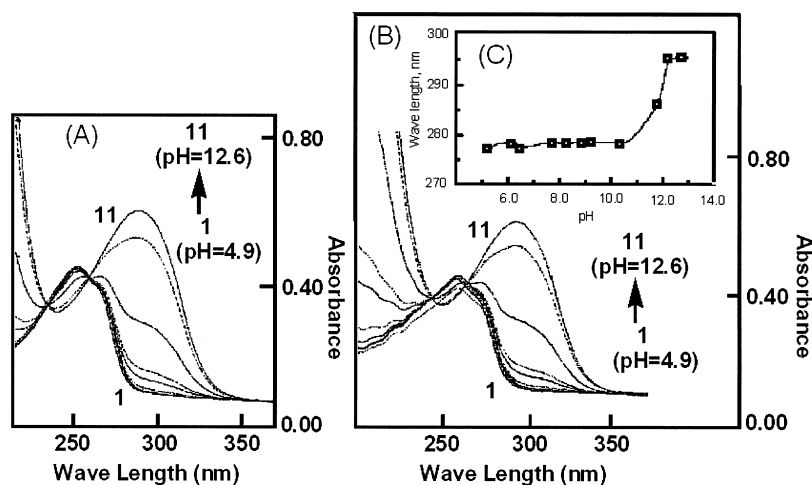 (A)
11
(pH=12.6)
1
(pH=4.9)
11
1
0.80
0.40
0.00
Absorbance
250
300
350
Wave Length (nm)
(B)
(C)
300
290
280
270
Wave length, nm
6.0
8.0
10.0
12.0
14.0
pH
11
11
(pH=12.6)
1
(pH=4.9)
1
0.80
0.40
0.00
Absorbance
250
300
350
Wave Length (nm)